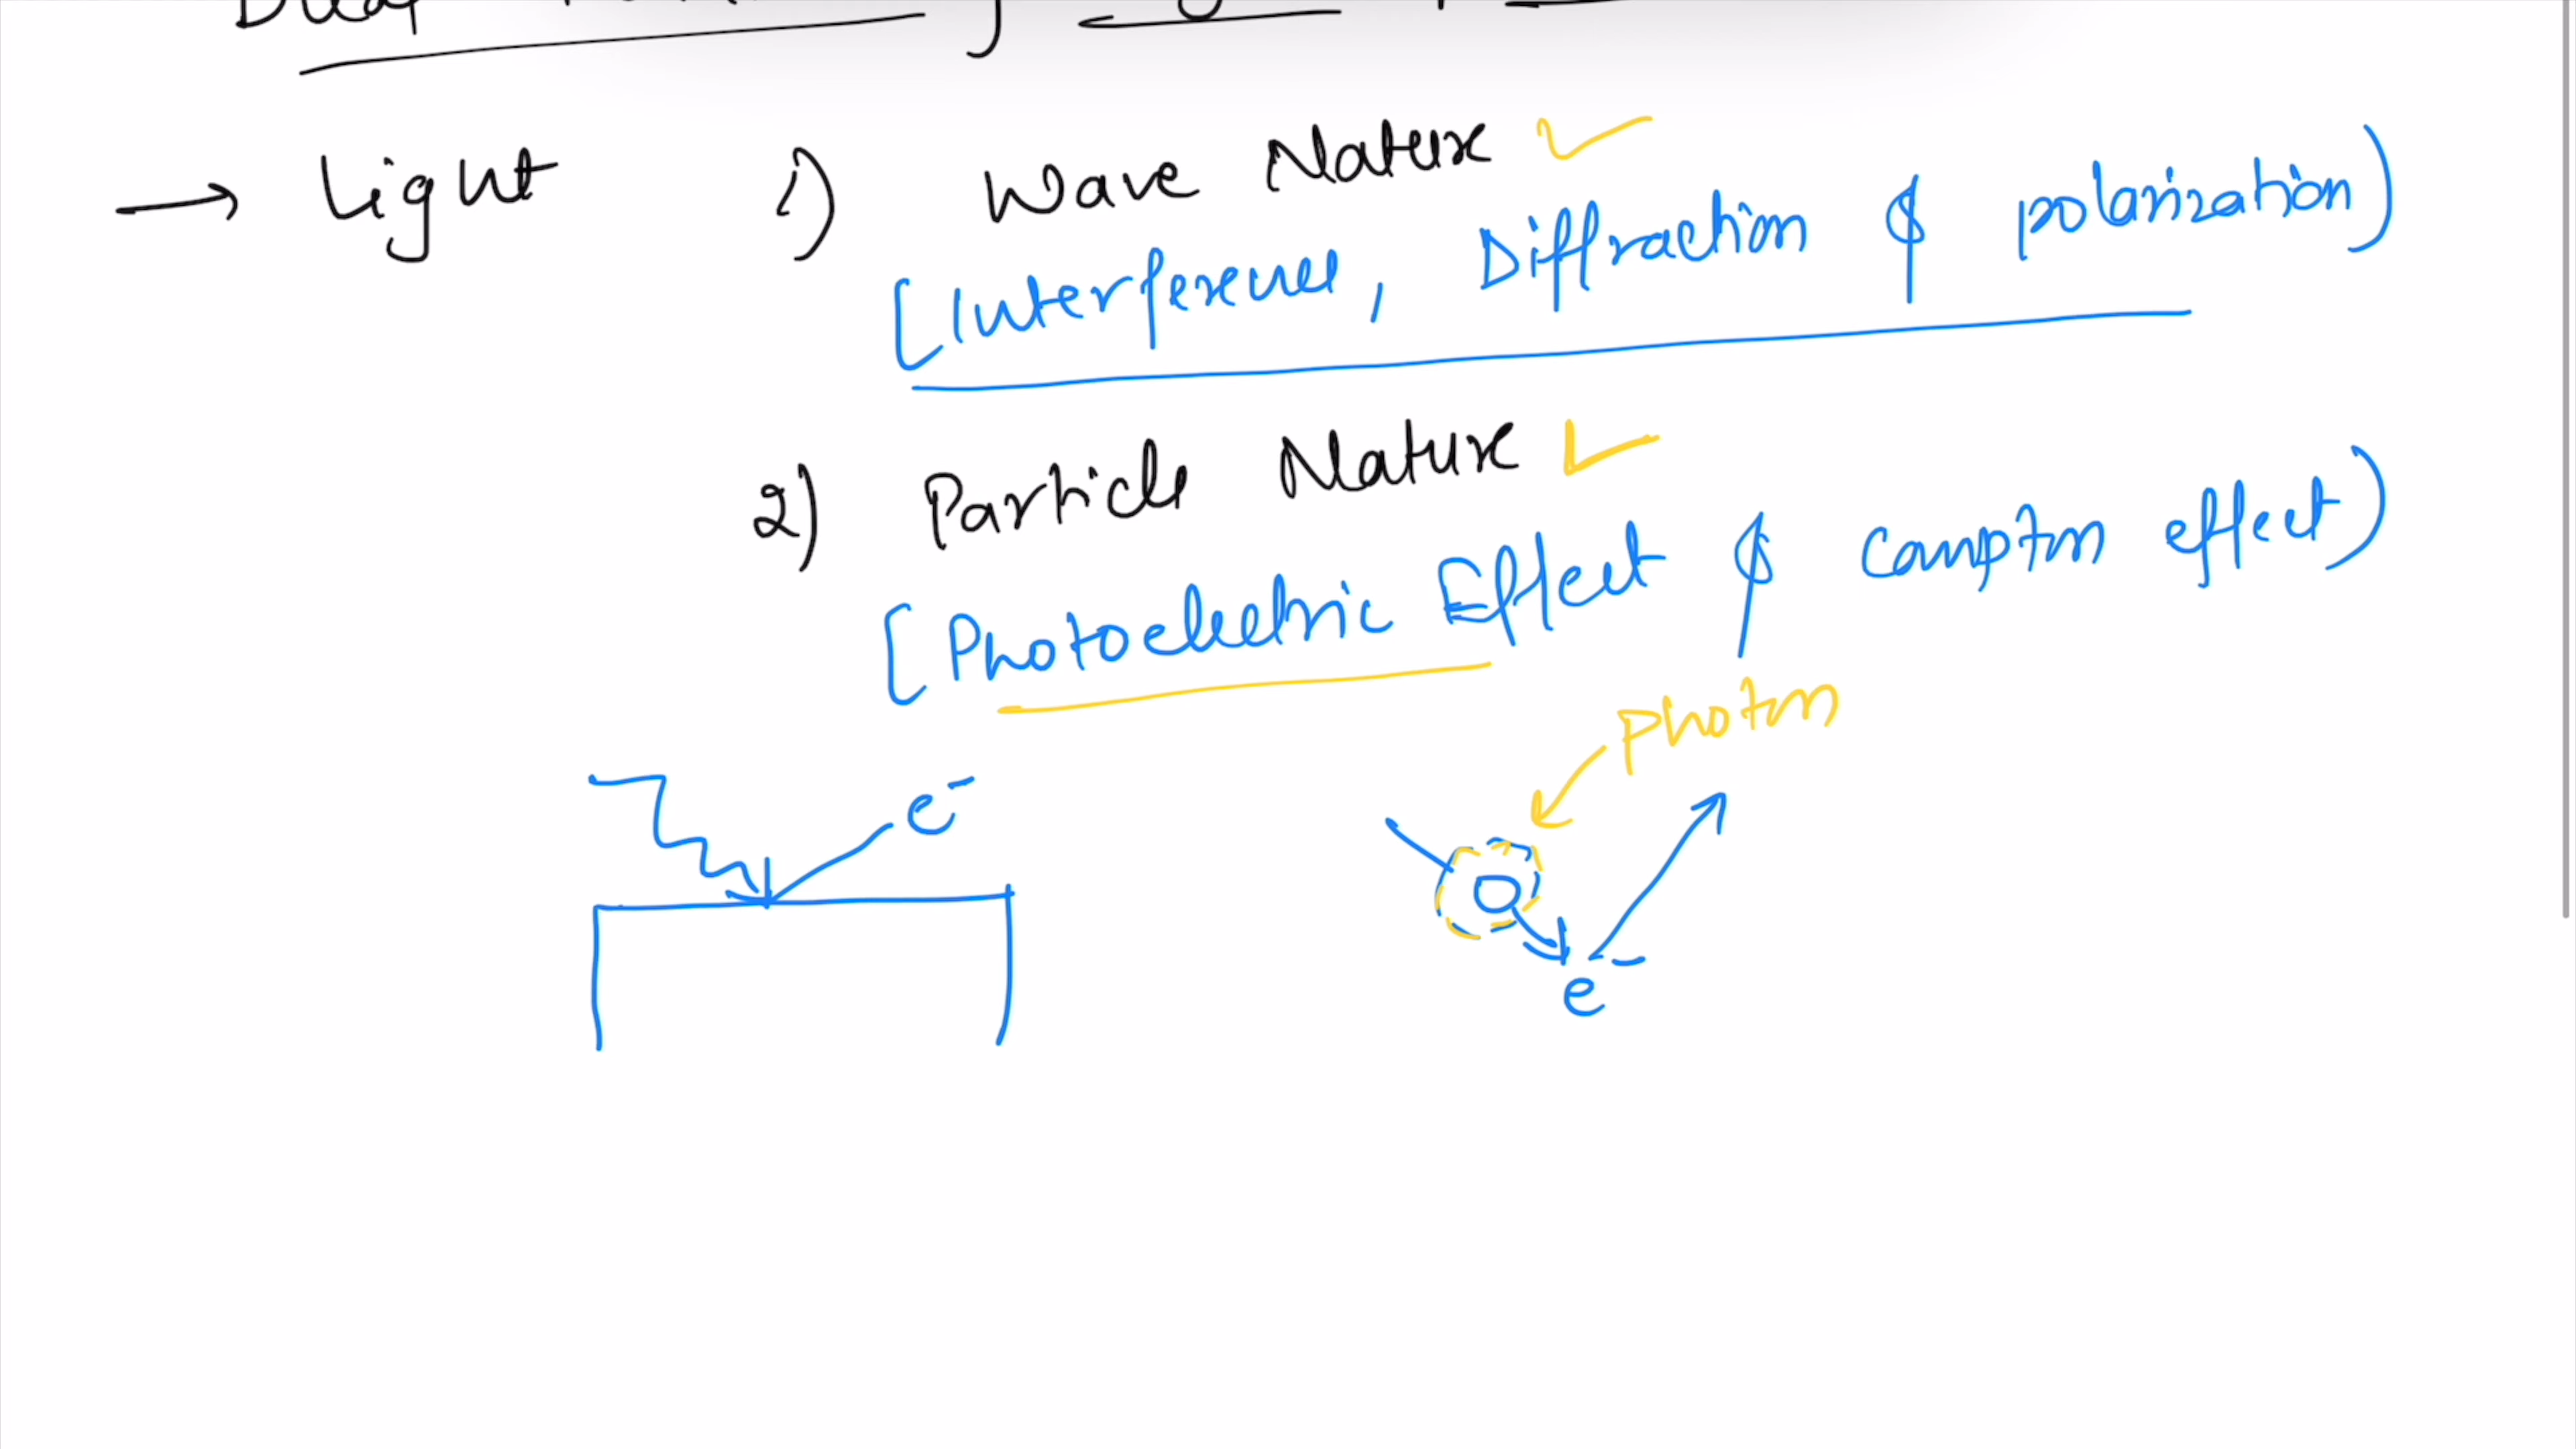 → Light 1) Wave Nature ✓
[Interference, Diffraction & polarization)
2) Particle Nature ✓
[Photoelectric Effect & Compton effect)
Photon
e⁻
e⁻